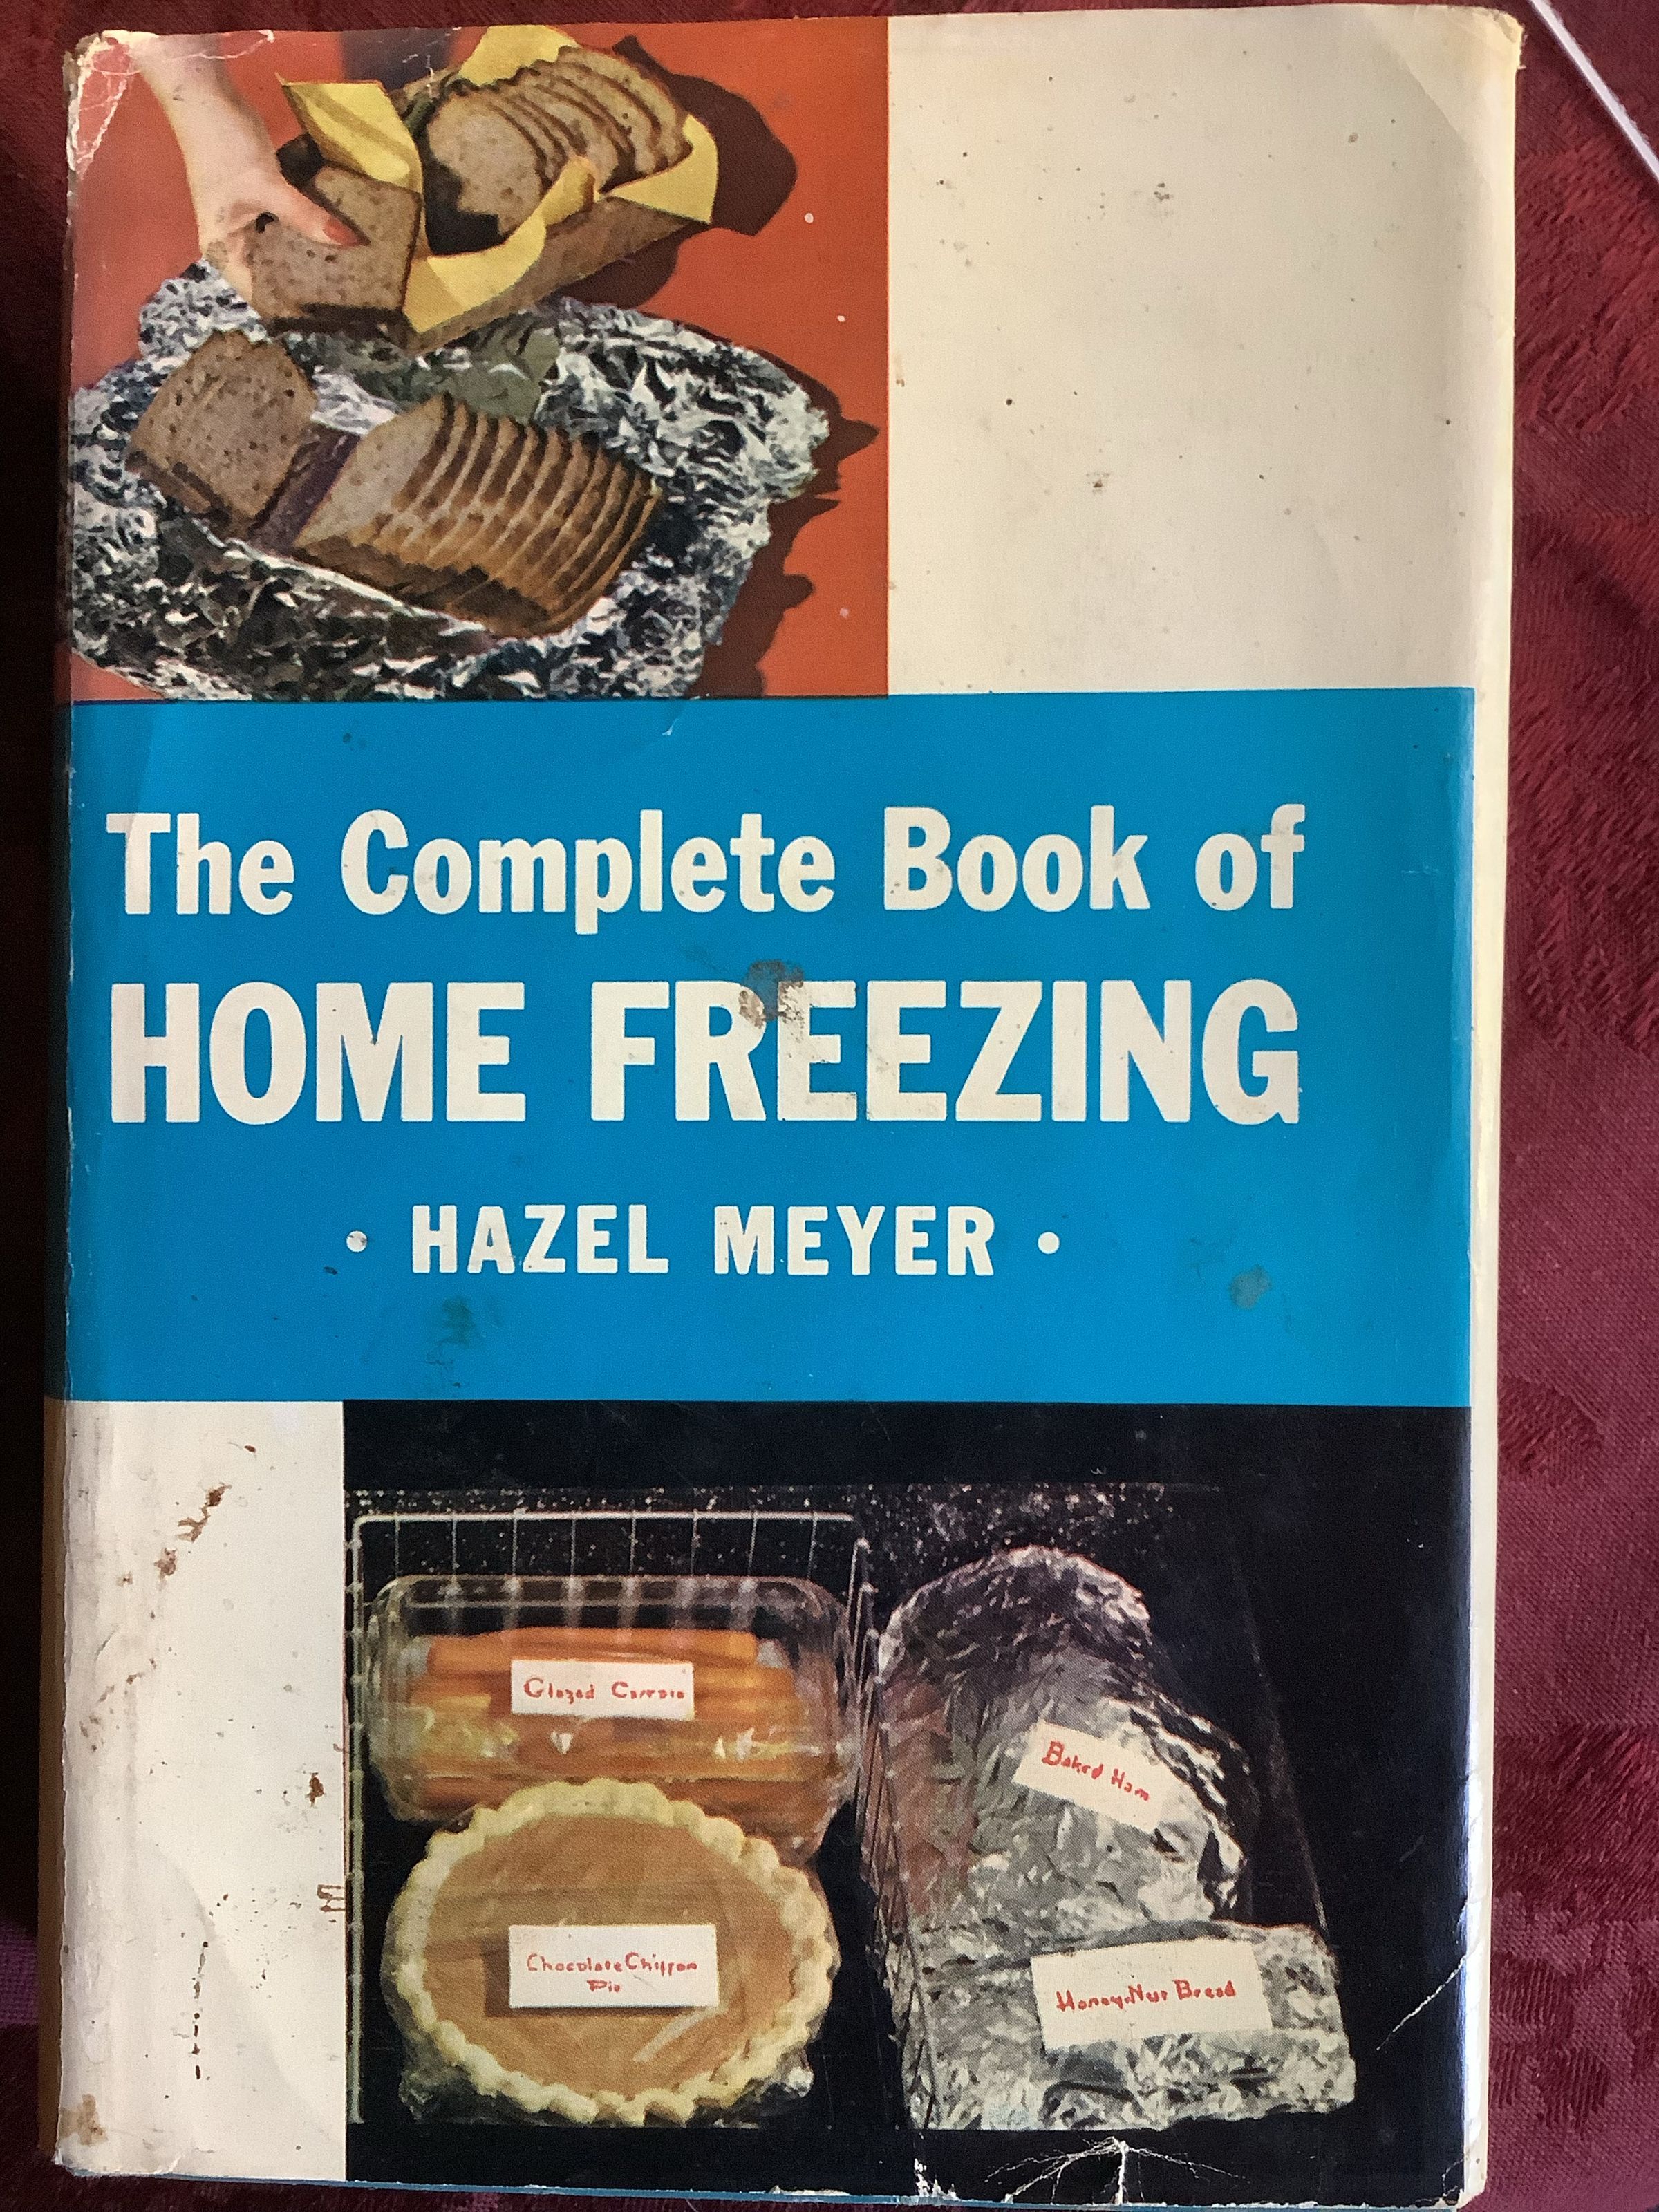 The Complete Book of
HOME FREEZING
• HAZEL MEYER •
Glazed Carrots
Baked Ham
Chocolate Chiffon
Pie
Honey-Nut Bread